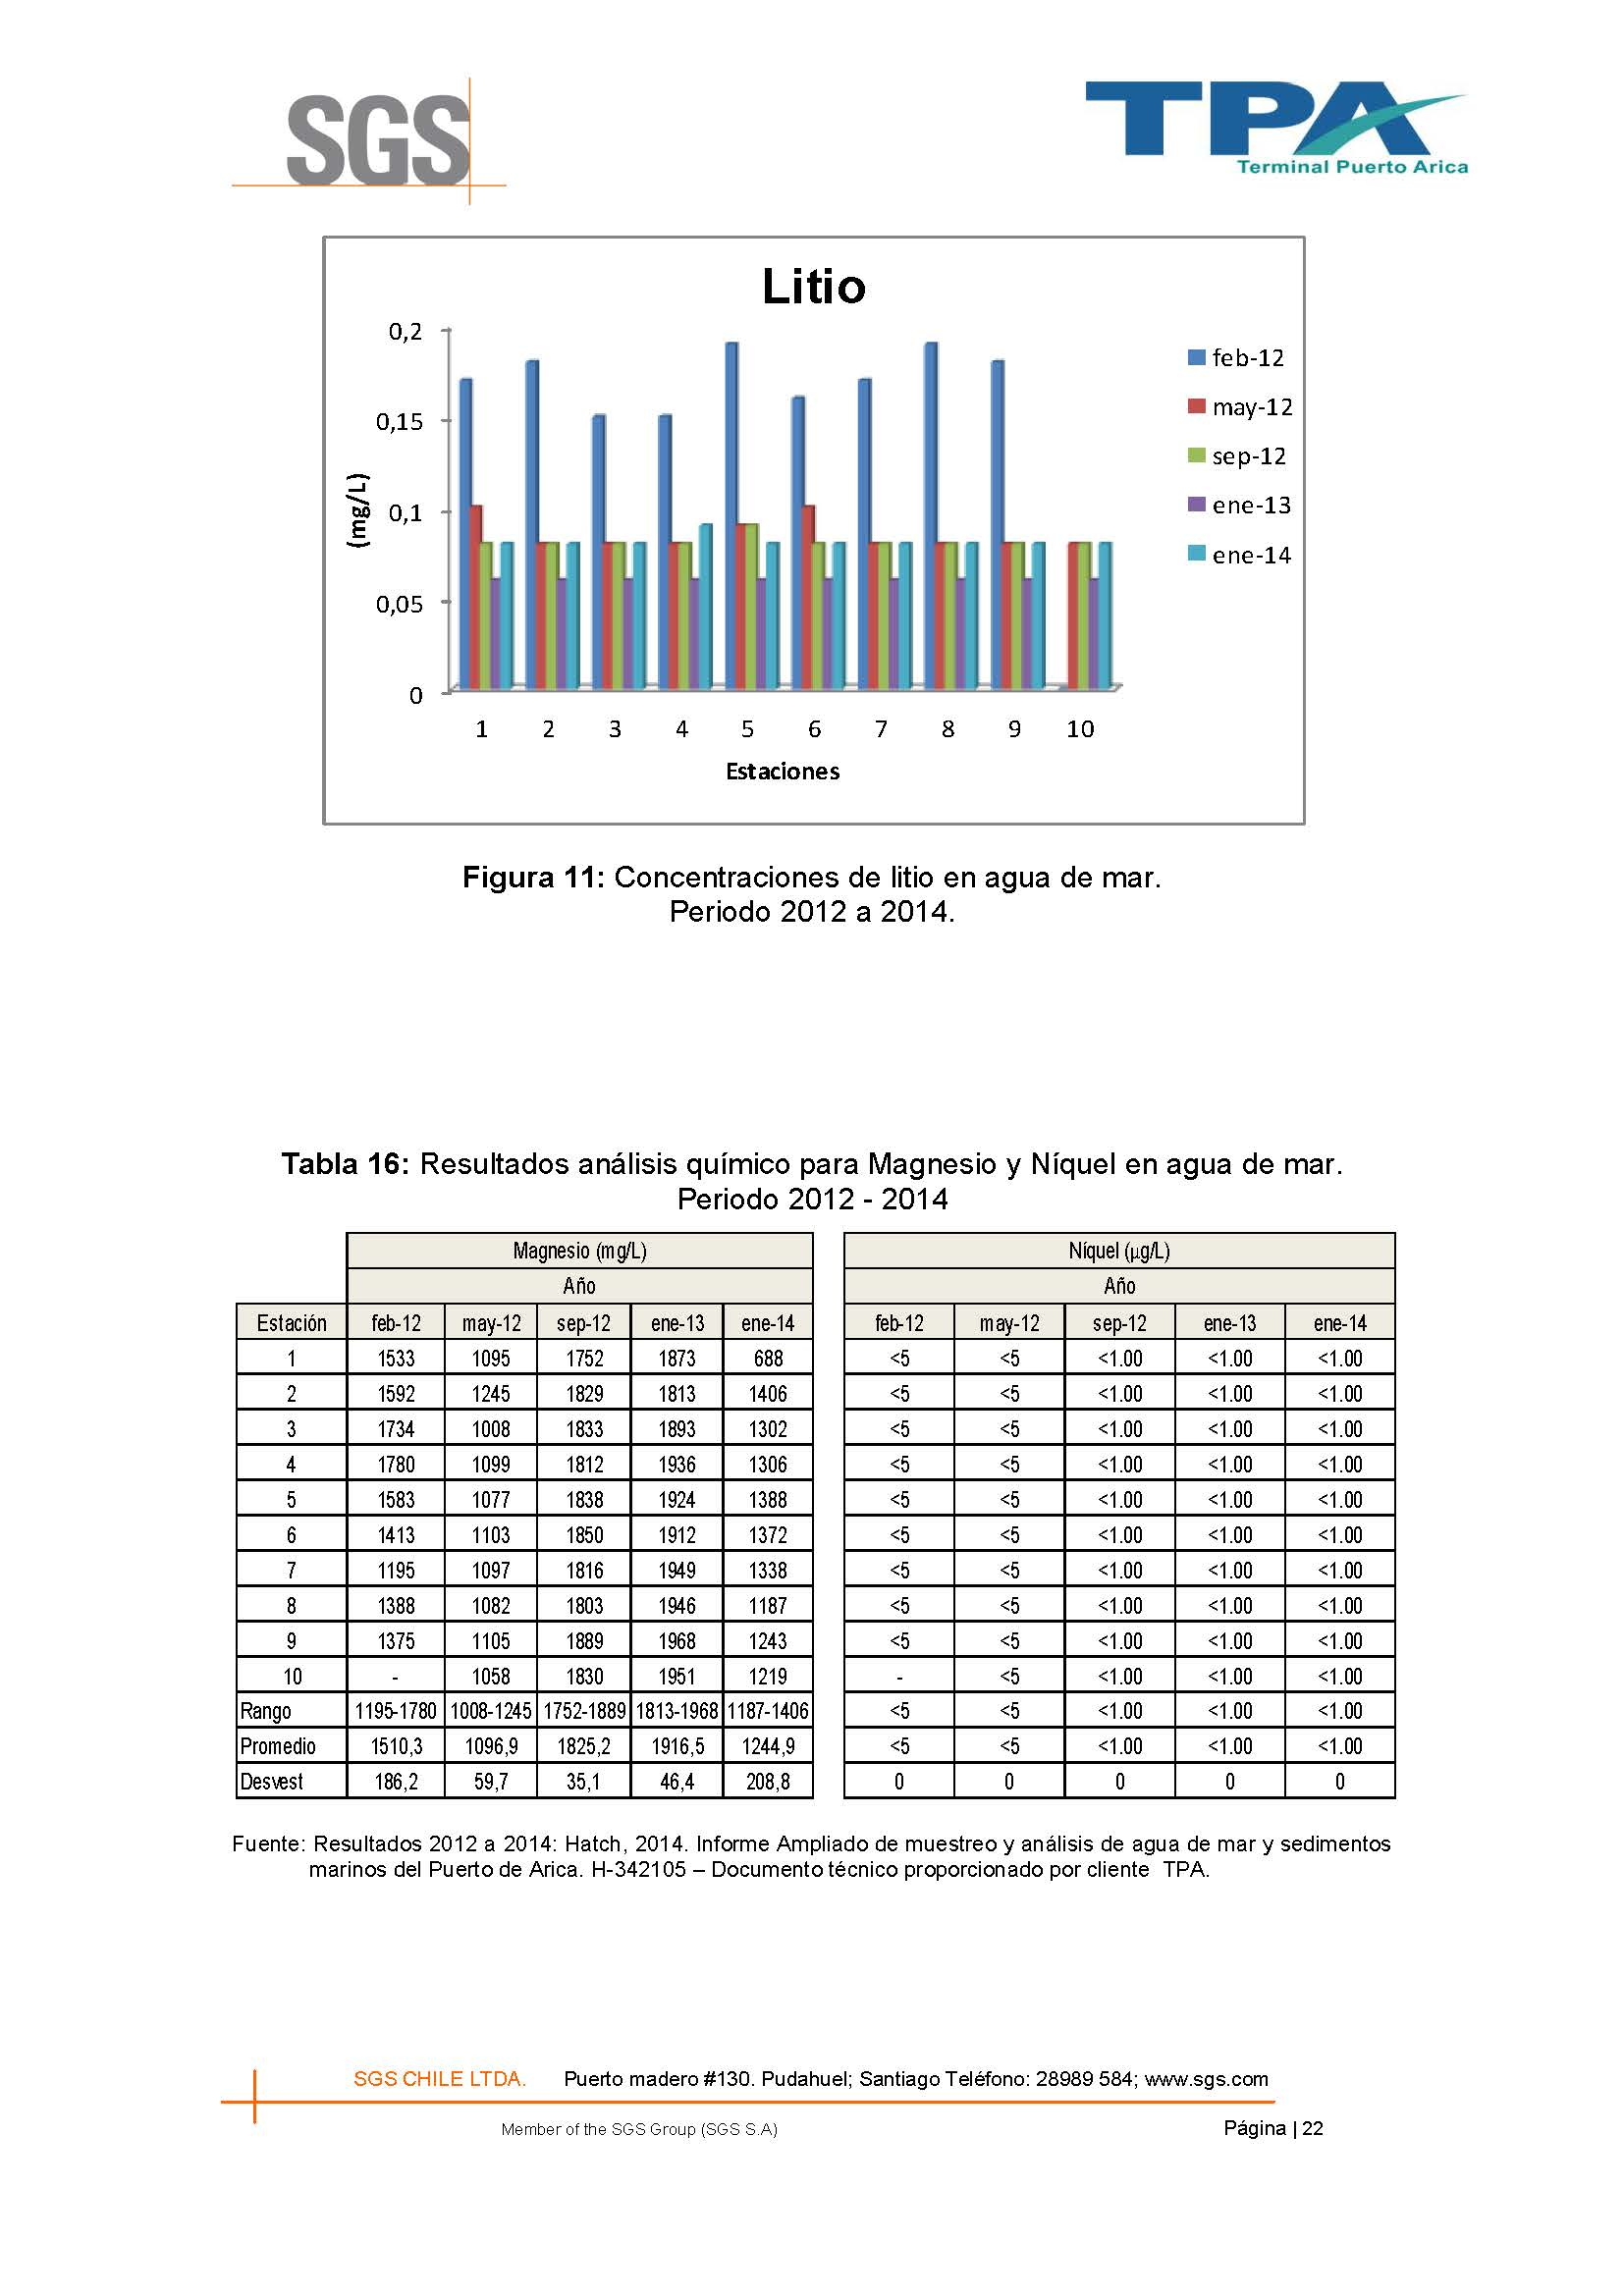 SGS
TPA
Terminal Puerto Arica
Litio
0,2
0,15
0,1
0,05
0
(mg/L)
1 2 3 4 5 6 7 8 9 10
Estaciones
feb-12
may-12
sep-12
ene-13
ene-14
Figura 11: Concentraciones de litio en agua de mar.
Periodo 2012 a 2014.
Tabla 16: Resultados análisis químico para Magnesio y Níquel en agua de mar.
Periodo 2012 - 2014
Magnesio (mg/L) Níquel (µg/L)
Año Año
Estación feb-12 may-12 sep-12 ene-13 ene-14 feb-12 may-12 sep-12 ene-13 ene-14
1 1533 1095 1752 1873 688 <5 <5 <1.00 <1.00 <1.00
2 1592 1245 1829 1813 1406 <5 <5 <1.00 <1.00 <1.00
3 1734 1008 1833 1893 1302 <5 <5 <1.00 <1.00 <1.00
4 1780 1099 1812 1936 1306 <5 <5 <1.00 <1.00 <1.00
5 1583 1077 1838 1924 1388 <5 <5 <1.00 <1.00 <1.00
6 1413 1103 1850 1912 1372 <5 <5 <1.00 <1.00 <1.00
7 1195 1097 1816 1949 1338 <5 <5 <1.00 <1.00 <1.00
8 1388 1082 1803 1946 1187 <5 <5 <1.00 <1.00 <1.00
9 1375 1105 1889 1968 1243 <5 <5 <1.00 <1.00 <1.00
10 - 1058 1830 1951 1219 - <5 <1.00 <1.00 <1.00
Rango 1195-1780 1008-1245 1752-1889 1813-1968 1187-1406 <5 <5 <1.00 <1.00 <1.00
Promedio 1510,3 1096,9 1825,2 1916,5 1244,9 <5 <5 <1.00 <1.00 <1.00
Desvest 186,2 59,7 35,1 46,4 208,8 0 0 0 0 0
Fuente: Resultados 2012 a 2014: Hatch, 2014. Informe Ampliado de muestreo y análisis de agua de mar y sedimentos
marinos del Puerto de Arica. H-342105 – Documento técnico proporcionado por cliente TPA.
SGS CHILE LTDA. Puerto madero #130. Pudahuel; Santiago Teléfono: 28989 584; www.sgs.com
Member of the SGS Group (SGS S.A) Página | 22